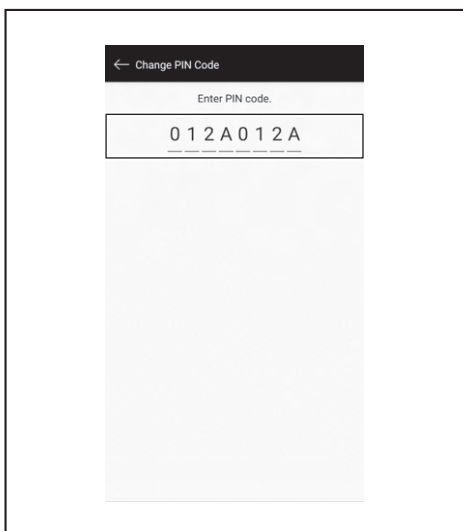 ← Change PIN Code
Enter PIN code.
012A012A